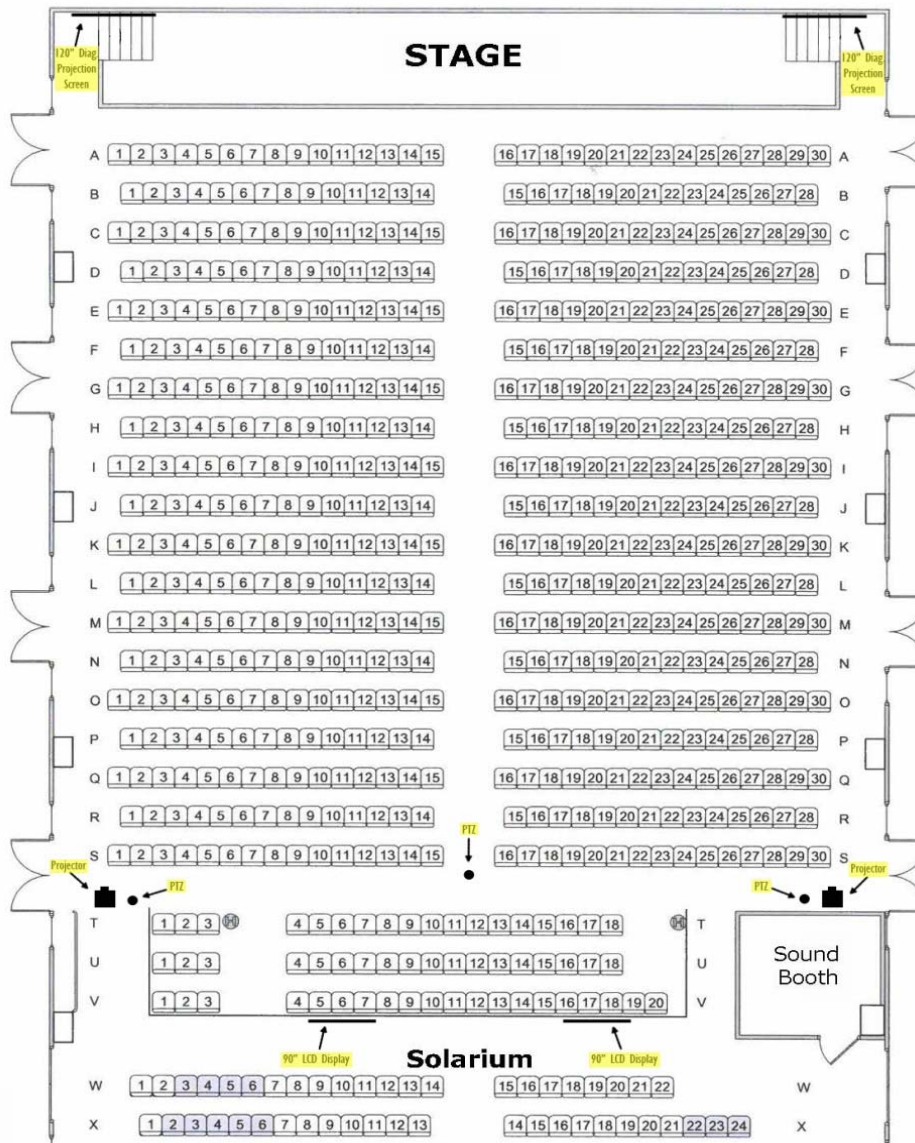 STAGE
120" Diag.
Projection
Screen
120" Diag.
Projection
Screen
A 1 2 3 4 5 6 7 8 9 10 11 12 13 14 15 16 17 18 19 20 21 22 23 24 25 26 27 28 29 30 A
B 1 2 3 4 5 6 7 8 9 10 11 12 13 14 15 16 17 18 19 20 21 22 23 24 25 26 27 28 B
C 1 2 3 4 5 6 7 8 9 10 11 12 13 14 15 16 17 18 19 20 21 22 23 24 25 26 27 28 29 30 C
D 1 2 3 4 5 6 7 8 9 10 11 12 13 14 15 16 17 18 19 20 21 22 23 24 25 26 27 28 D
E 1 2 3 4 5 6 7 8 9 10 11 12 13 14 15 16 17 18 19 20 21 22 23 24 25 26 27 28 29 30 E
F 1 2 3 4 5 6 7 8 9 10 11 12 13 14 15 16 17 18 19 20 21 22 23 24 25 26 27 28 F
G 1 2 3 4 5 6 7 8 9 10 11 12 13 14 15 16 17 18 19 20 21 22 23 24 25 26 27 28 29 30 G
H 1 2 3 4 5 6 7 8 9 10 11 12 13 14 15 16 17 18 19 20 21 22 23 24 25 26 27 28 H
I 1 2 3 4 5 6 7 8 9 10 11 12 13 14 15 16 17 18 19 20 21 22 23 24 25 26 27 28 29 30 I
J 1 2 3 4 5 6 7 8 9 10 11 12 13 14 15 16 17 18 19 20 21 22 23 24 25 26 27 28 J
K 1 2 3 4 5 6 7 8 9 10 11 12 13 14 15 16 17 18 19 20 21 22 23 24 25 26 27 28 29 30 K
L 1 2 3 4 5 6 7 8 9 10 11 12 13 14 15 16 17 18 19 20 21 22 23 24 25 26 27 28 L
M 1 2 3 4 5 6 7 8 9 10 11 12 13 14 15 16 17 18 19 20 21 22 23 24 25 26 27 28 29 30 M
N 1 2 3 4 5 6 7 8 9 10 11 12 13 14 15 16 17 18 19 20 21 22 23 24 25 26 27 28 N
O 1 2 3 4 5 6 7 8 9 10 11 12 13 14 15 16 17 18 19 20 21 22 23 24 25 26 27 28 29 30 O
P 1 2 3 4 5 6 7 8 9 10 11 12 13 14 15 16 17 18 19 20 21 22 23 24 25 26 27 28 P
Q 1 2 3 4 5 6 7 8 9 10 11 12 13 14 15 16 17 18 19 20 21 22 23 24 25 26 27 28 29 30 Q
R 1 2 3 4 5 6 7 8 9 10 11 12 13 14 15 16 17 18 19 20 21 22 23 24 25 26 27 28 R
PTZ
S 1 2 3 4 5 6 7 8 9 10 11 12 13 14 15 16 17 18 19 20 21 22 23 24 25 26 27 28 29 30 S
Projector
PTZ
PTZ
Projector
T 1 2 3 H 4 5 6 7 8 9 10 11 12 13 14 15 16 17 18 H T
U 1 2 3 4 5 6 7 8 9 10 11 12 13 14 15 16 17 18 U
V 1 2 3 4 5 6 7 8 9 10 11 12 13 14 15 16 17 18 19 20 V
Sound
Booth
90" LCD Display
Solarium
90" LCD Display
W 1 2 3 4 5 6 7 8 9 10 11 12 13 14 15 16 17 18 19 20 21 22 W
X 1 2 3 4 5 6 7 8 9 10 11 12 13 14 15 16 17 18 19 20 21 22 23 24 X